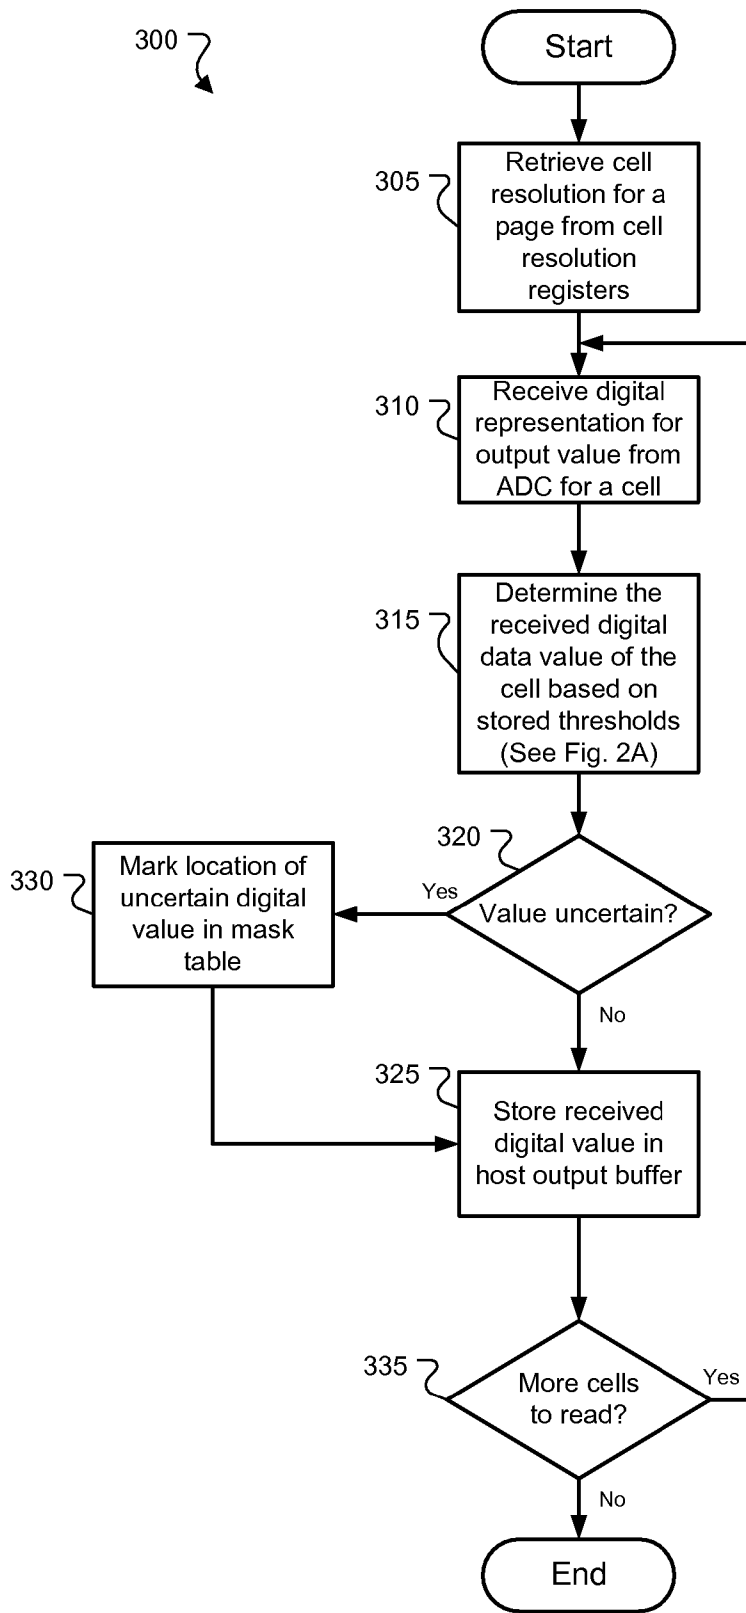 300
Start
305
Retrieve cell
resolution for a
page from cell
resolution
registers
310
Receive digital
representation for
output value from
ADC for a cell
315
Determine the
received digital
data value of the
cell based on
stored thresholds
(See Fig. 2A)
320
Value uncertain?
Yes
No
330
Mark location of
uncertain digital
value in mask
table
325
Store received
digital value in
host output buffer
335
More cells
to read?
Yes
No
End